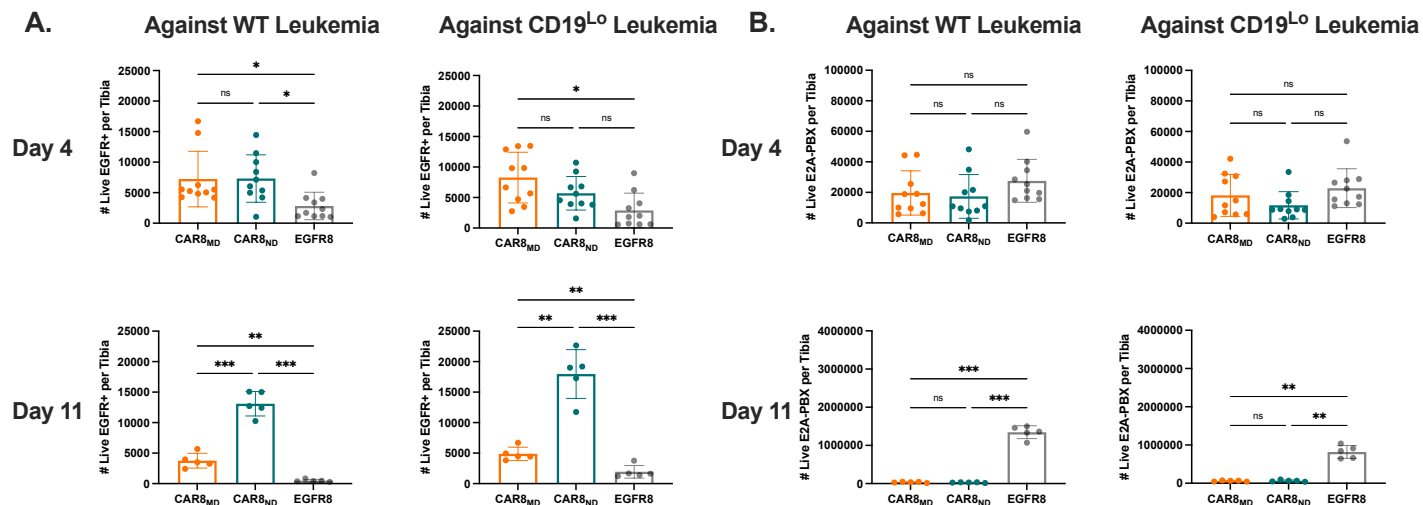 A.
Against WT Leukemia
Against CD19Lo Leukemia
B.
Against WT Leukemia
Against CD19Lo Leukemia
Day 4
# Live EGFR+ per Tibia
25000
20000
15000
10000
5000
0
*
ns
*
CAR8MD
CAR8ND
EGFR8
# Live EGFR+ per Tibia
25000
20000
15000
10000
5000
0
*
ns
ns
CAR8MD
CAR8ND
EGFR8
Day 4
# Live E2A-PBX per Tibia
100000
80000
60000
40000
20000
0
ns
ns
ns
CAR8MD
CAR8ND
EGFR8
# Live E2A-PBX per Tibia
100000
80000
60000
40000
20000
0
ns
ns
ns
CAR8MD
CAR8ND
EGFR8
Day 11
# Live EGFR+ per Tibia
25000
20000
15000
10000
5000
0
**
***
***
CAR8MD
CAR8ND
EGFR8
# Live EGFR+ per Tibia
25000
20000
15000
10000
5000
0
**
**
***
CAR8MD
CAR8ND
EGFR8
Day 11
# Live E2A-PBX per Tibia
4000000
3000000
2000000
1000000
0
***
ns
***
CAR8MD
CAR8ND
EGFR8
# Live E2A-PBX per Tibia
4000000
3000000
2000000
1000000
0
**
ns
**
CAR8MD
CAR8ND
EGFR8